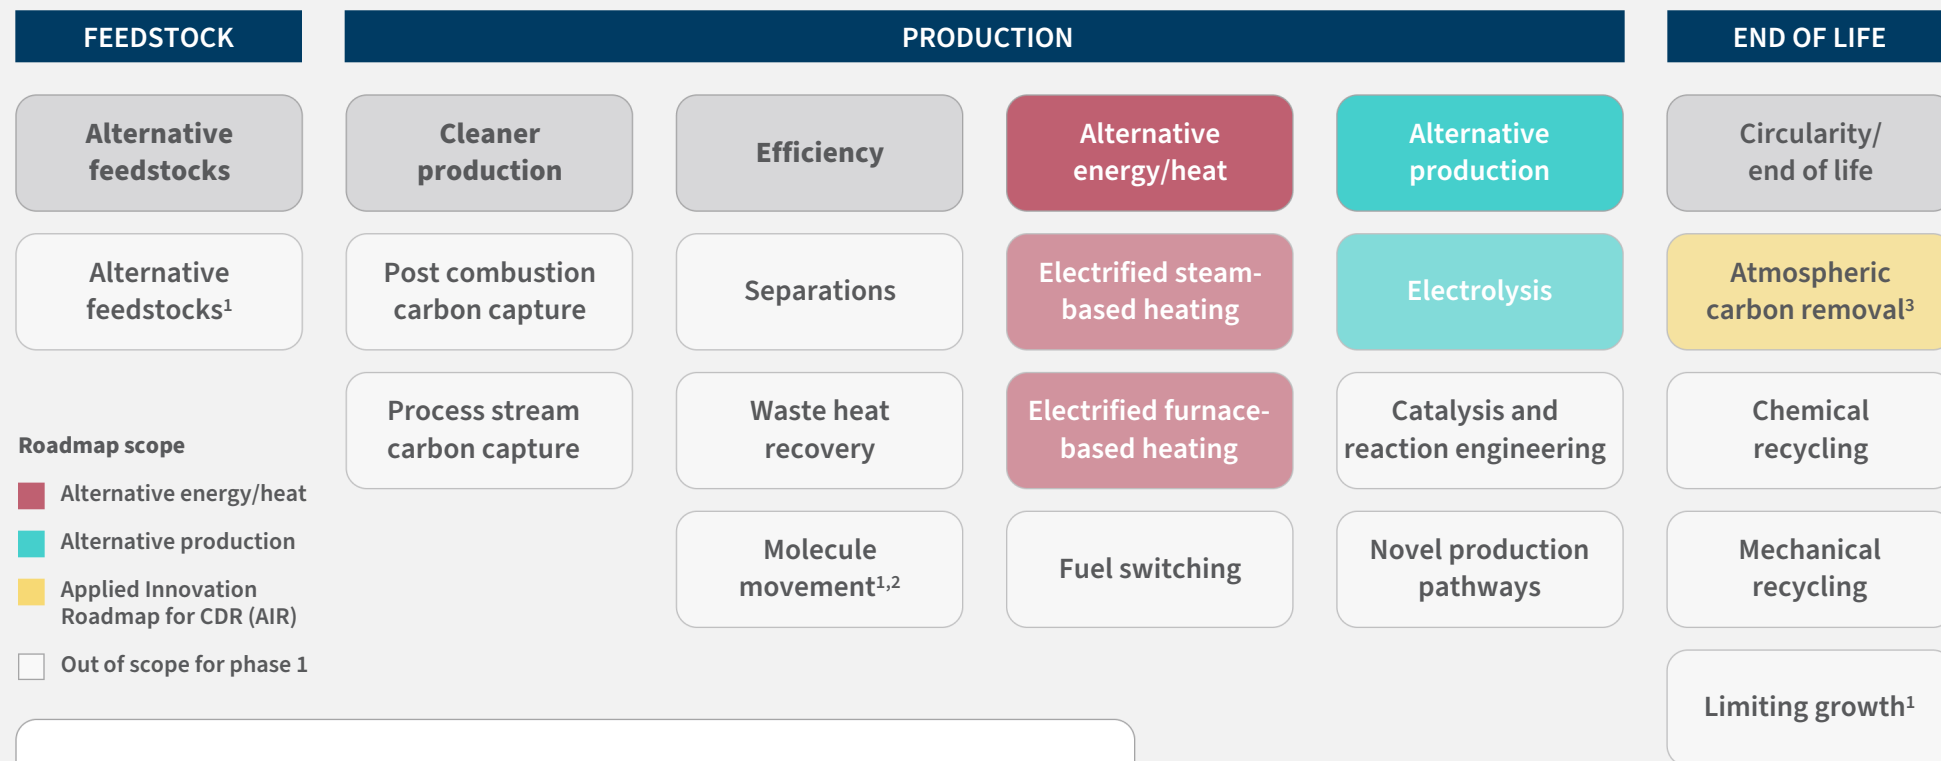 FEEDSTOCK
PRODUCTION
END OF LIFE
Alternative
feedstocks
Cleaner
production
Efficiency
Alternative
energy/heat
Alternative
production
Circularity/
end of life
Alternative
feedstocks¹
Post combustion
carbon capture
Separations
Electrified steam-
based heating
Electrolysis
Atmospheric
carbon removal³
Process stream
carbon capture
Waste heat
recovery
Electrified furnace-
based heating
Catalysis and
reaction engineering
Chemical
recycling
Molecule
movement¹,²
Fuel switching
Novel production
pathways
Mechanical
recycling
Limiting growth¹
Roadmap scope
Alternative energy/heat
Alternative production
Applied Innovation
Roadmap for CDR (AIR)
Out of scope for phase 1